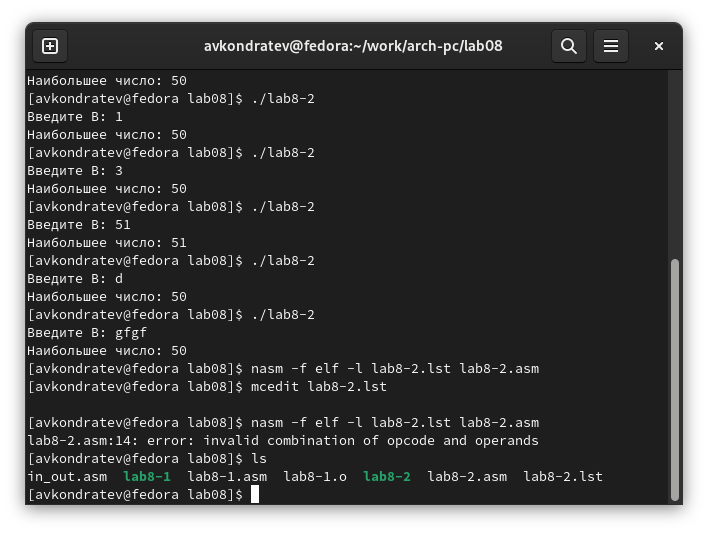 avkondratev@fedora:~/work/arch-pc/lab08
Наибольшее число: 50
[avkondratev@fedora lab08]$ ./lab8-2
Введите B: 1
Наибольшее число: 50
[avkondratev@fedora lab08]$ ./lab8-2
Введите B: 3
Наибольшее число: 50
[avkondratev@fedora lab08]$ ./lab8-2
Введите B: 51
Наибольшее число: 51
[avkondratev@fedora lab08]$ ./lab8-2
Введите B: d
Наибольшее число: 50
[avkondratev@fedora lab08]$ ./lab8-2
Введите B: gfgf
Наибольшее число: 50
[avkondratev@fedora lab08]$ nasm -f elf -l lab8-2.lst lab8-2.asm
[avkondratev@fedora lab08]$ mcedit lab8-2.lst
[avkondratev@fedora lab08]$ nasm -f elf -l lab8-2.lst lab8-2.asm
lab8-2.asm:14: error: invalid combination of opcode and operands
[avkondratev@fedora lab08]$ ls
in_out.asm lab8-1 lab8-1.asm lab8-1.o lab8-2 lab8-2.asm lab8-2.lst
[avkondratev@fedora lab08]$